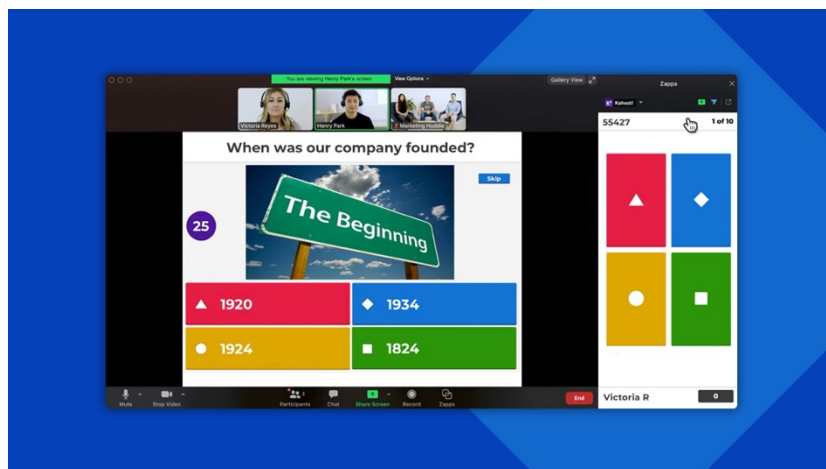 You are viewing Henry Park's screen
View Options
Gallery View
Zapps
Victoria Reyes
Henry Park
Marketing Huddle
K! Kahoot!
55427
1 of 10
When was our company founded?
Skip
The Beginning
25
1920
1934
1924
1824
Mute
Stop Video
Participants
3
Chat
Share Screen
Record
Zapps
End
Victoria R
0